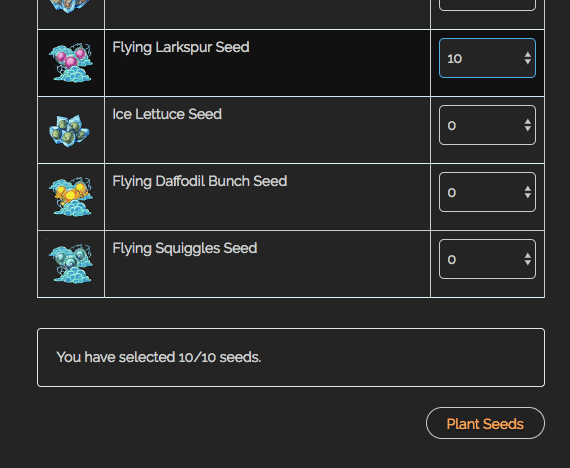 Flying Larkspur Seed
10
Ice Lettuce Seed
0
Flying Daffodil Bunch Seed
0
Flying Squiggles Seed
0
You have selected 10/10 seeds.
Plant Seeds